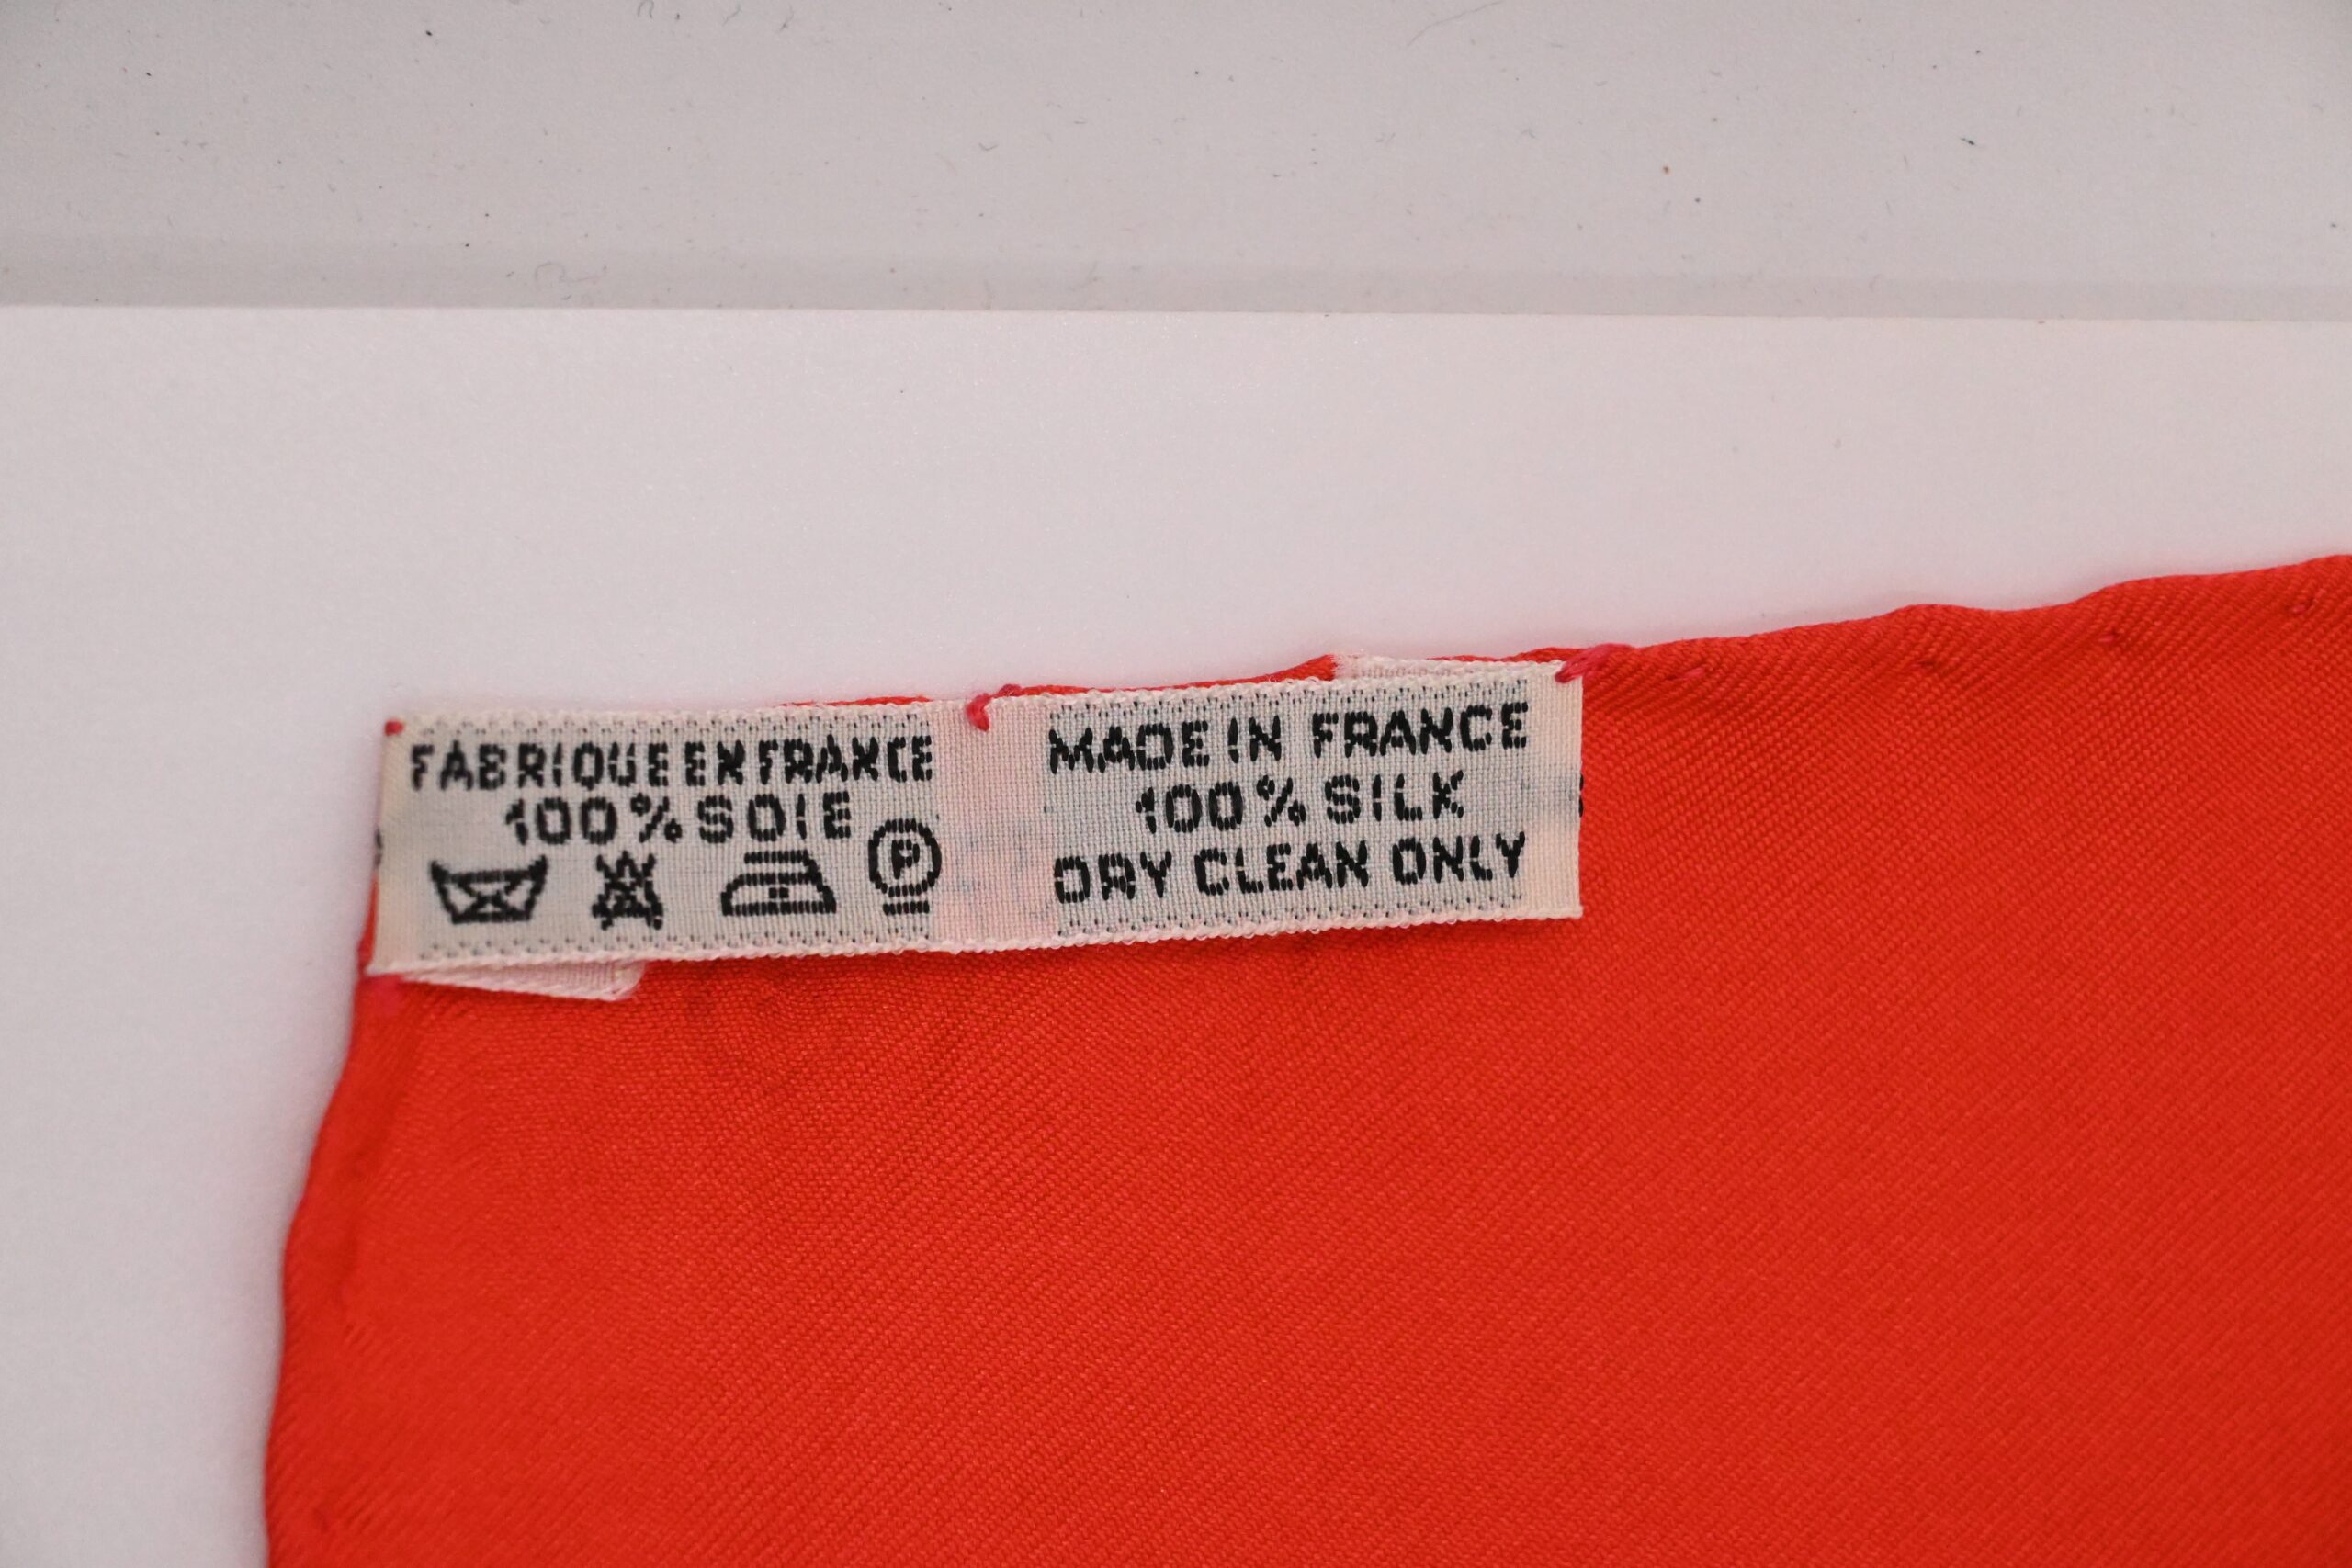 FABRIQUE EN FRANCE
100% SOIE
P
MADE IN FRANCE
100% SILK
DRY CLEAN ONLY